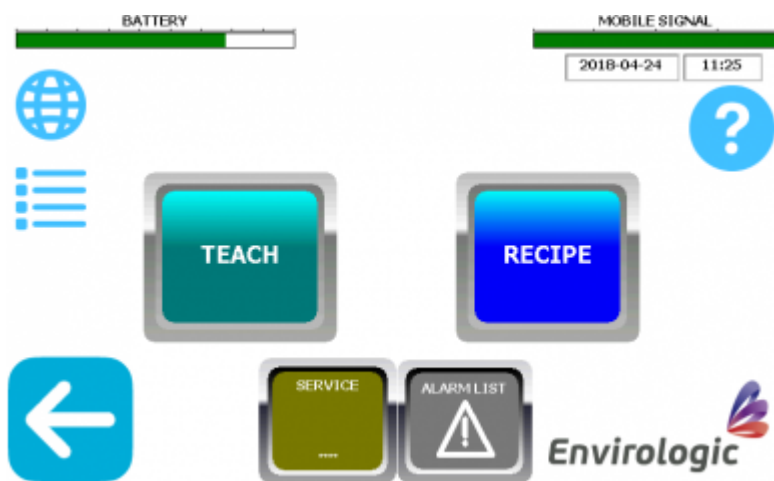 BATTERY
MOBILE SIGNAL
2018-04-24
11:25
?
TEACH
RECIPE
SERVICE
****
ALARM LIST
!
Envirologic